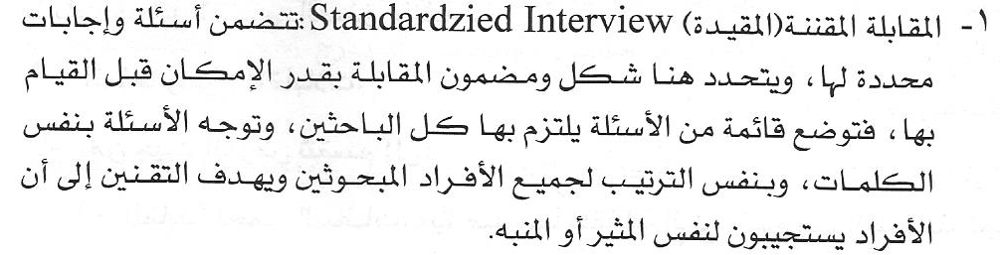 ١- المقابلة المقننة(المقيدة) Standardzied Interview :تتضمن أسئلة وإجابات
محددة لها، ويتحدد هنا شكل ومضمون المقابلة بقدر الإمكان قبل القيام
بها، فتوضع قائمة من الأسئلة يلتزم بها كل الباحثين، وتوجه الأسئلة بنفس
الكلمات، وبنفس الترتيب لجميع الأفراد المبحوثين ويهدف التقنين إلى أن
الأفراد يستجيبون لنفس المثير أو المنبه.